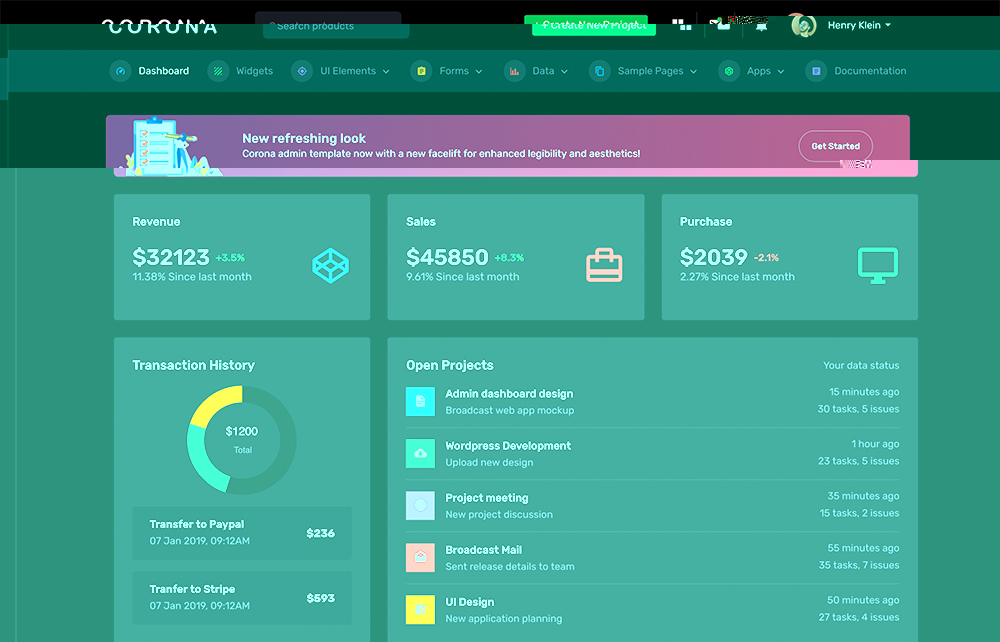 CORONA
Search products
+ Create New Project
Henry Klein
Dashboard
Widgets
UI Elements
Forms
Data
Sample Pages
Apps
Documentation
New refreshing look
Corona admin template now with a new facelift for enhanced legibility and aesthetics!
Get Started
Revenue
$32123 +3.5%
11.38% Since last month
Sales
$45850 +8.3%
9.61% Since last month
Purchase
$2039 -2.1%
2.27% Since last month
Transaction History
$1200
Total
Transfer to Paypal
07 Jan 2019, 09:12AM
$236
Tranfer to Stripe
07 Jan 2019, 09:12AM
$593
Open Projects
Your data status
Admin dashboard design
Broadcast web app mockup
15 minutes ago
30 tasks, 5 issues
Wordpress Development
Upload new design
1 hour ago
23 tasks, 5 issues
Project meeting
New project discussion
35 minutes ago
15 tasks, 2 issues
Broadcast Mail
Sent release details to team
55 minutes ago
35 tasks, 7 issues
UI Design
New application planning
50 minutes ago
27 tasks, 4 issues